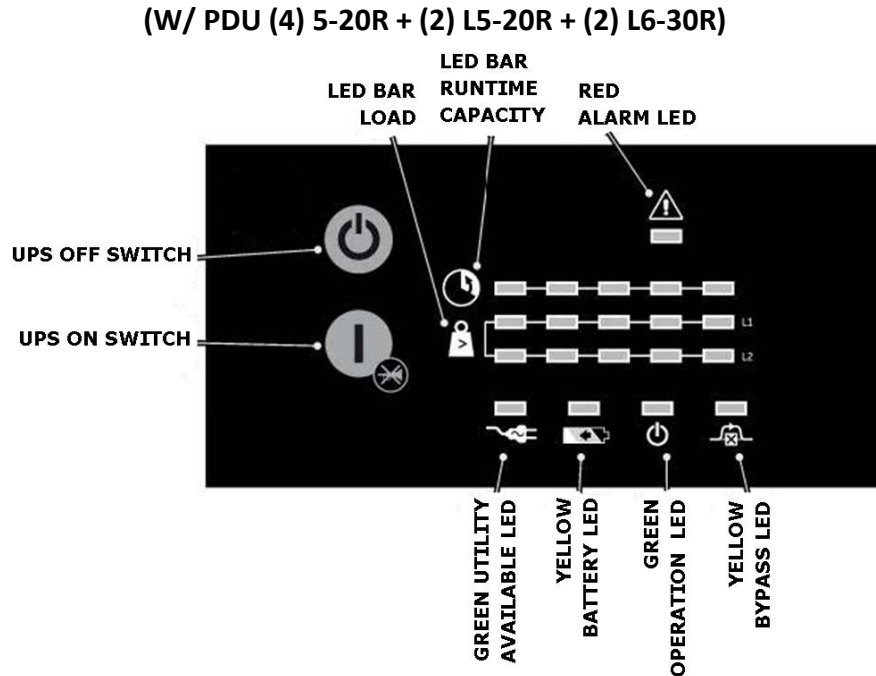 (W/ PDU (4) 5-20R + (2) L5-20R + (2) L6-30R)
LED BAR
LOAD
LED BAR
RUNTIME
CAPACITY
RED
ALARM LED
UPS OFF SWITCH
UPS ON SWITCH
L1
L2
GREEN UTILITY
AVAILABLE LED
YELLOW
BATTERY LED
GREEN
OPERATION LED
YELLOW
BYPASS LED